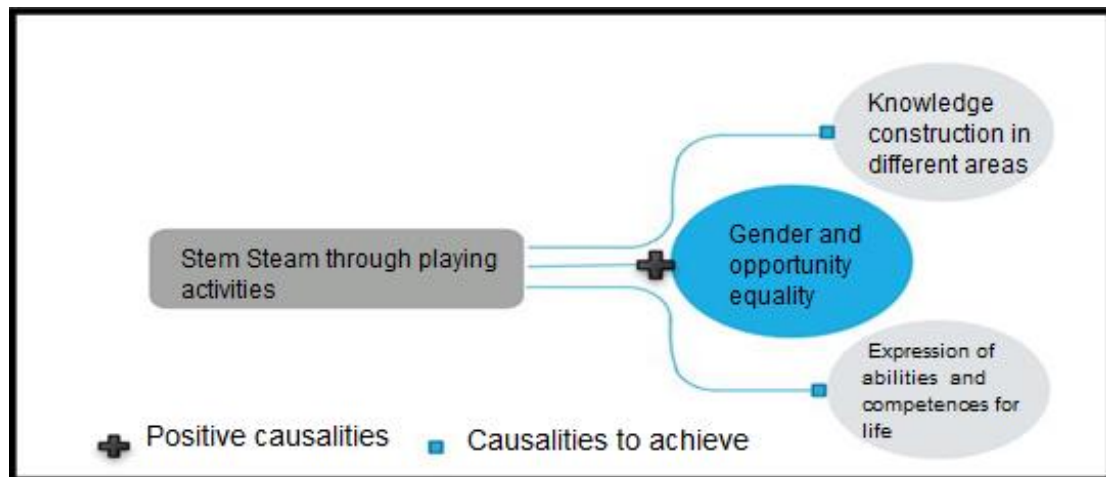 Knowledge
construction in
different areas
Stem Steam through playing
activities
Gender and
opportunity
equality
Expression of
abilities and
competences for
life
Positive causalities
Causalities to achieve